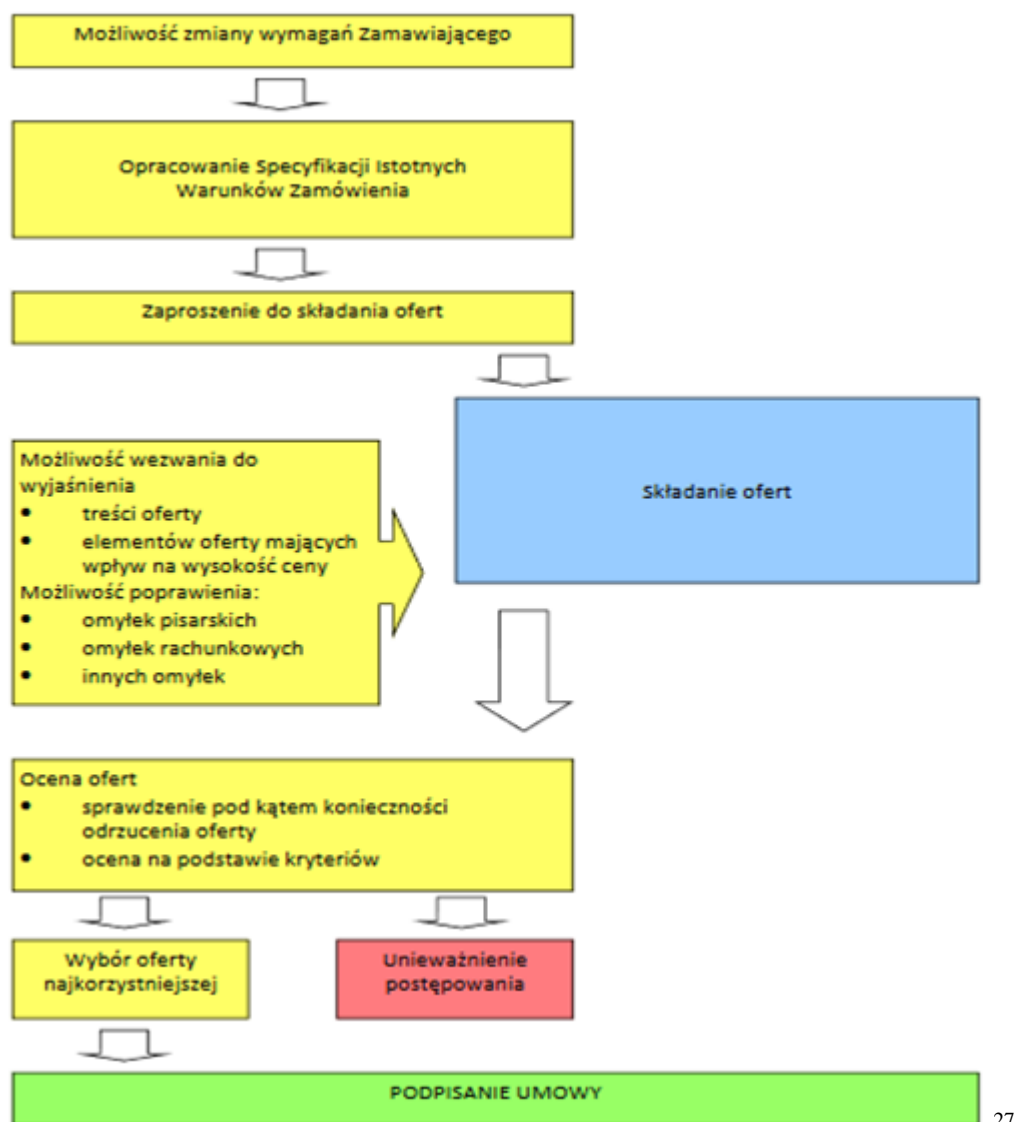 Możliwość zmiany wymagań Zamawiającego
Opracowanie Specyfikacji Istotnych
Warunków Zamówienia
Zaproszenie do składania ofert
Składanie ofert
Możliwość wezwania do
wyjaśnienia
• treści oferty
• elementów oferty mających
wpływ na wysokość ceny
Możliwość poprawienia:
• omyłek pisarskich
• omyłek rachunkowych
• innych omyłek
Ocena ofert
• sprawdzenie pod kątem konieczności
odrzucenia oferty
• ocena na podstawie kryteriów
Wybór oferty
najkorzystniejszej
Unieważnienie
postępowania
PODPISANIE UMOWY
27